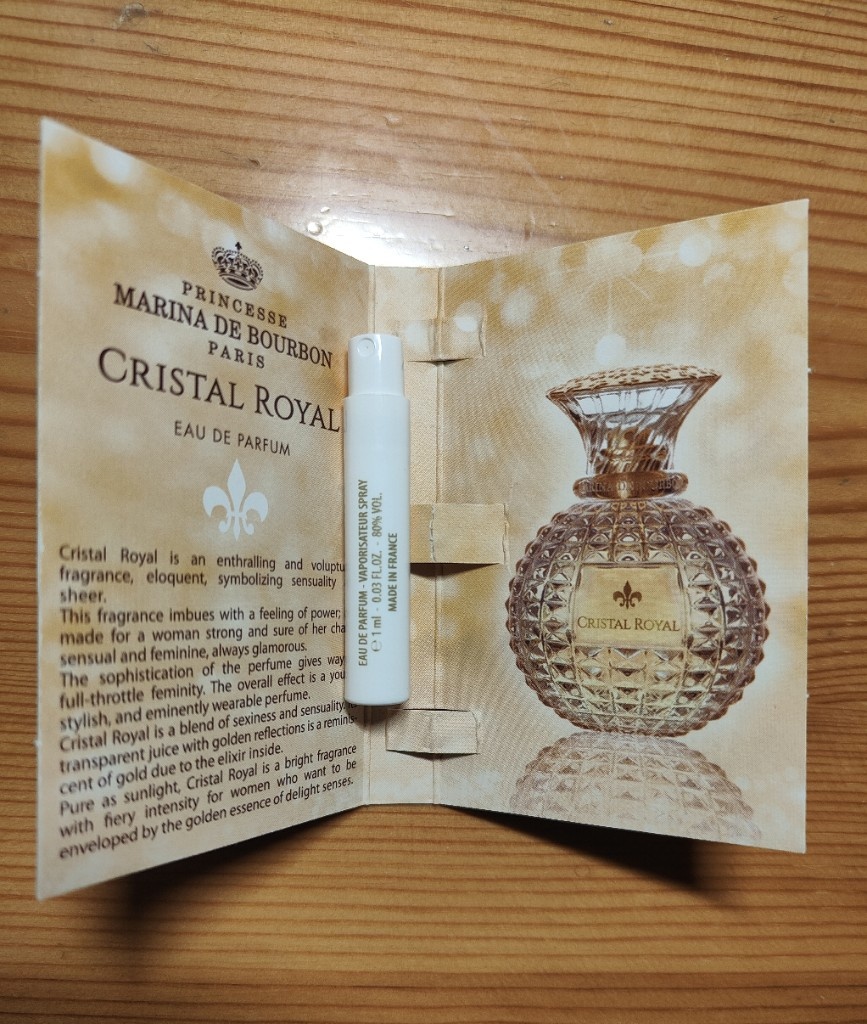 PRINCESSE
MARINA DE BOURBON
PARIS
CRISTAL ROYAL
EAU DE PARFUM
Cristal Royal is an enthralling and
fragrance, eloquent, symbolizing sensuality
sheer.
This fragrance imbues with a feeling of power,
made for a woman strong and sure of her
sensual and feminine, always glamorous.
The sophistication of the perfume gives
full-throttle feminity. The overall effect is a
stylish, and eminently wearable perfume.
Cristal Royal is a blend of sexiness and sensuality.
transparent juice with golden reflections is a reminis-
cent of gold due to the elixir inside.
Pure as sunlight, Cristal Royal is a bright fragrance
with fiery intensity for women who want to be
enveloped by the golden essence of delight senses.
EAU DE PARFUM - VAPORISATEUR SPRAY
℮ 1 ml - 0.03 FL.OZ. - 80% VOL.
MADE IN FRANCE
CRISTAL ROYAL